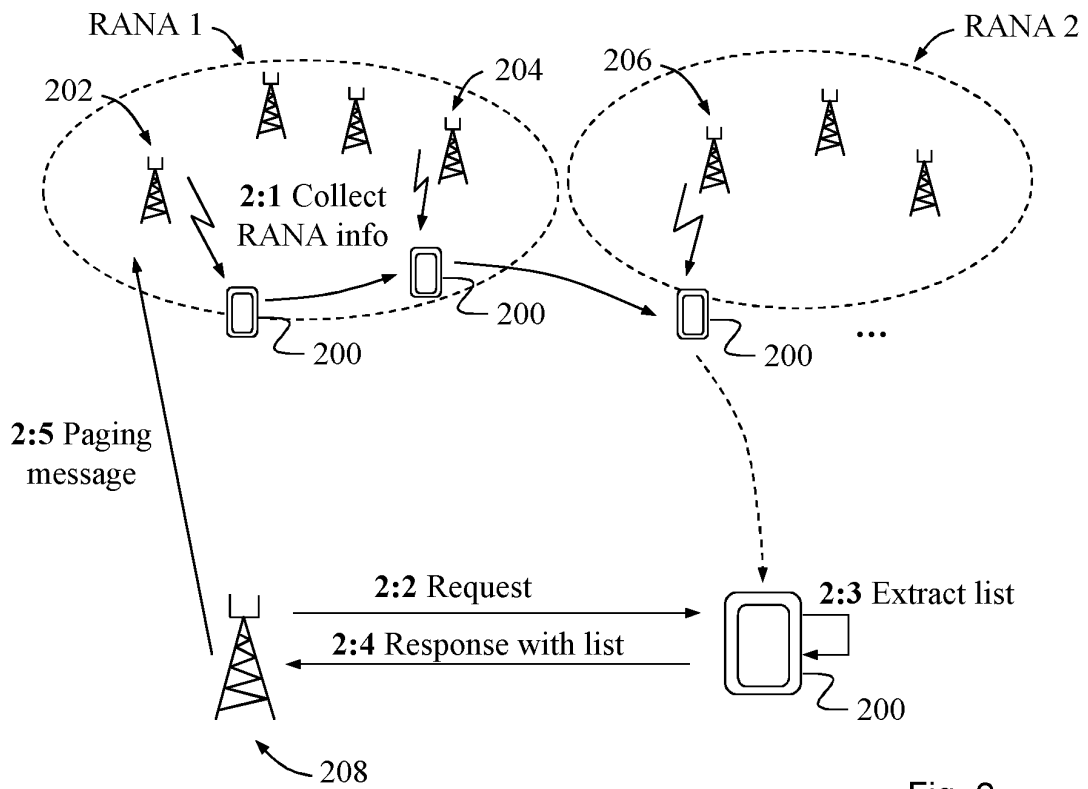 RANA 1
RANA 2
202
204
206
2:1 Collect
RANA info
200
200
200
...
2:5 Paging
message
2:2 Request
2:3 Extract list
2:4 Response with list
200
208